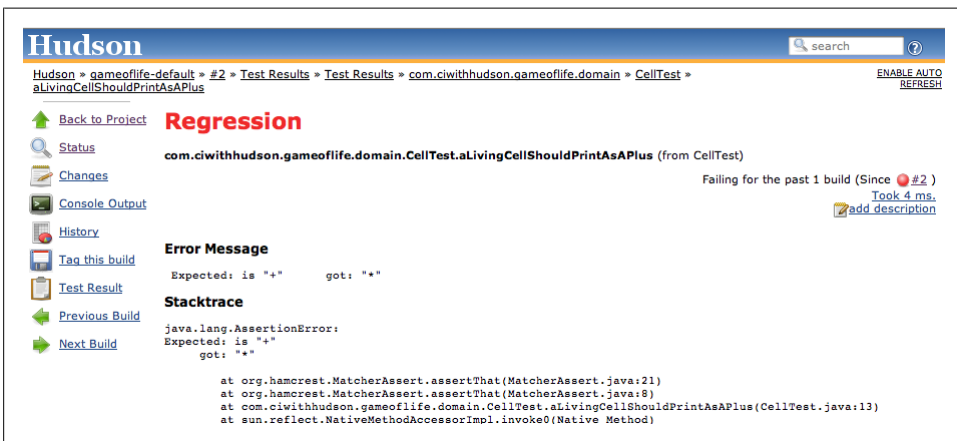 Hudson
search
?
Hudson » gameoflife-default » #2 » Test Results » Test Results » com.ciwithhudson.gameoflife.domain » CellTest »
aLivingCellShouldPrintAsAPlus
ENABLE AUTO
REFRESH
Back to Project
Status
Changes
Console Output
History
Tag this build
Test Result
Previous Build
Next Build
Regression
com.ciwithhudson.gameoflife.domain.CellTest.aLivingCellShouldPrintAsAPlus (from CellTest)
Failing for the past 1 build (Since #2 )
Took 4 ms.
add description
Error Message
Expected: is "+" got: "*"
Stacktrace
java.lang.AssertionError:
Expected: is "+"
got: "*"
at org.hamcrest.MatcherAssert.assertThat(MatcherAssert.java:21)
at org.hamcrest.MatcherAssert.assertThat(MatcherAssert.java:8)
at com.ciwithhudson.gameoflife.domain.CellTest.aLivingCellShouldPrintAsAPlus(CellTest.java:13)
at sun.reflect.NativeMethodAccessorImpl.invoke0(Native Method)